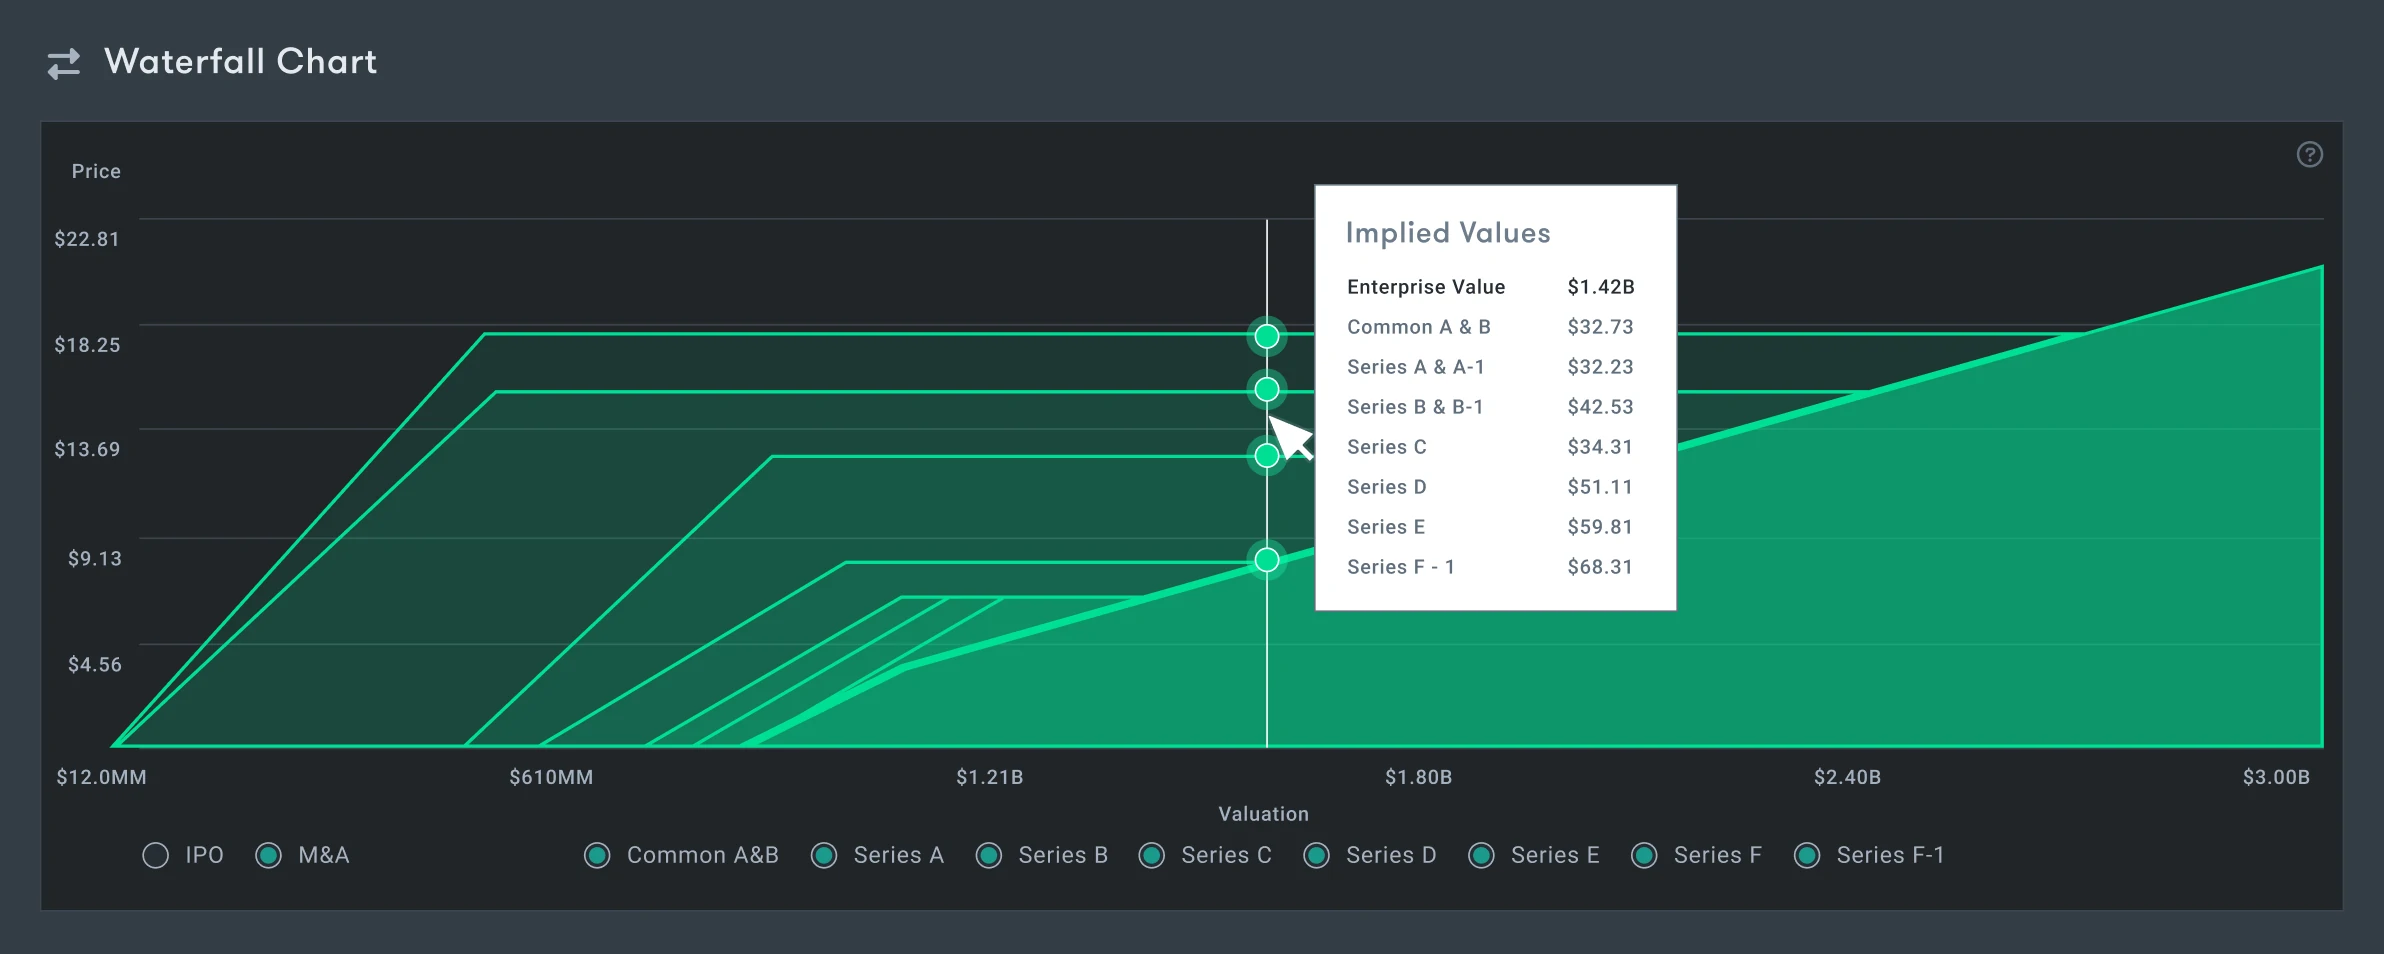 Waterfall Chart
Price
?
$22.81
$18.25
$13.69
$9.13
$4.56
Implied Values
Enterprise Value $1.42B
Common A & B $32.73
Series A & A-1 $32.23
Series B & B-1 $42.53
Series C $34.31
Series D $51.11
Series E $59.81
Series F - 1 $68.31
$12.0MM $610MM $1.21B $1.80B $2.40B $3.00B
Valuation
IPO M&A Common A&B Series A Series B Series C Series D Series E Series F Series F-1